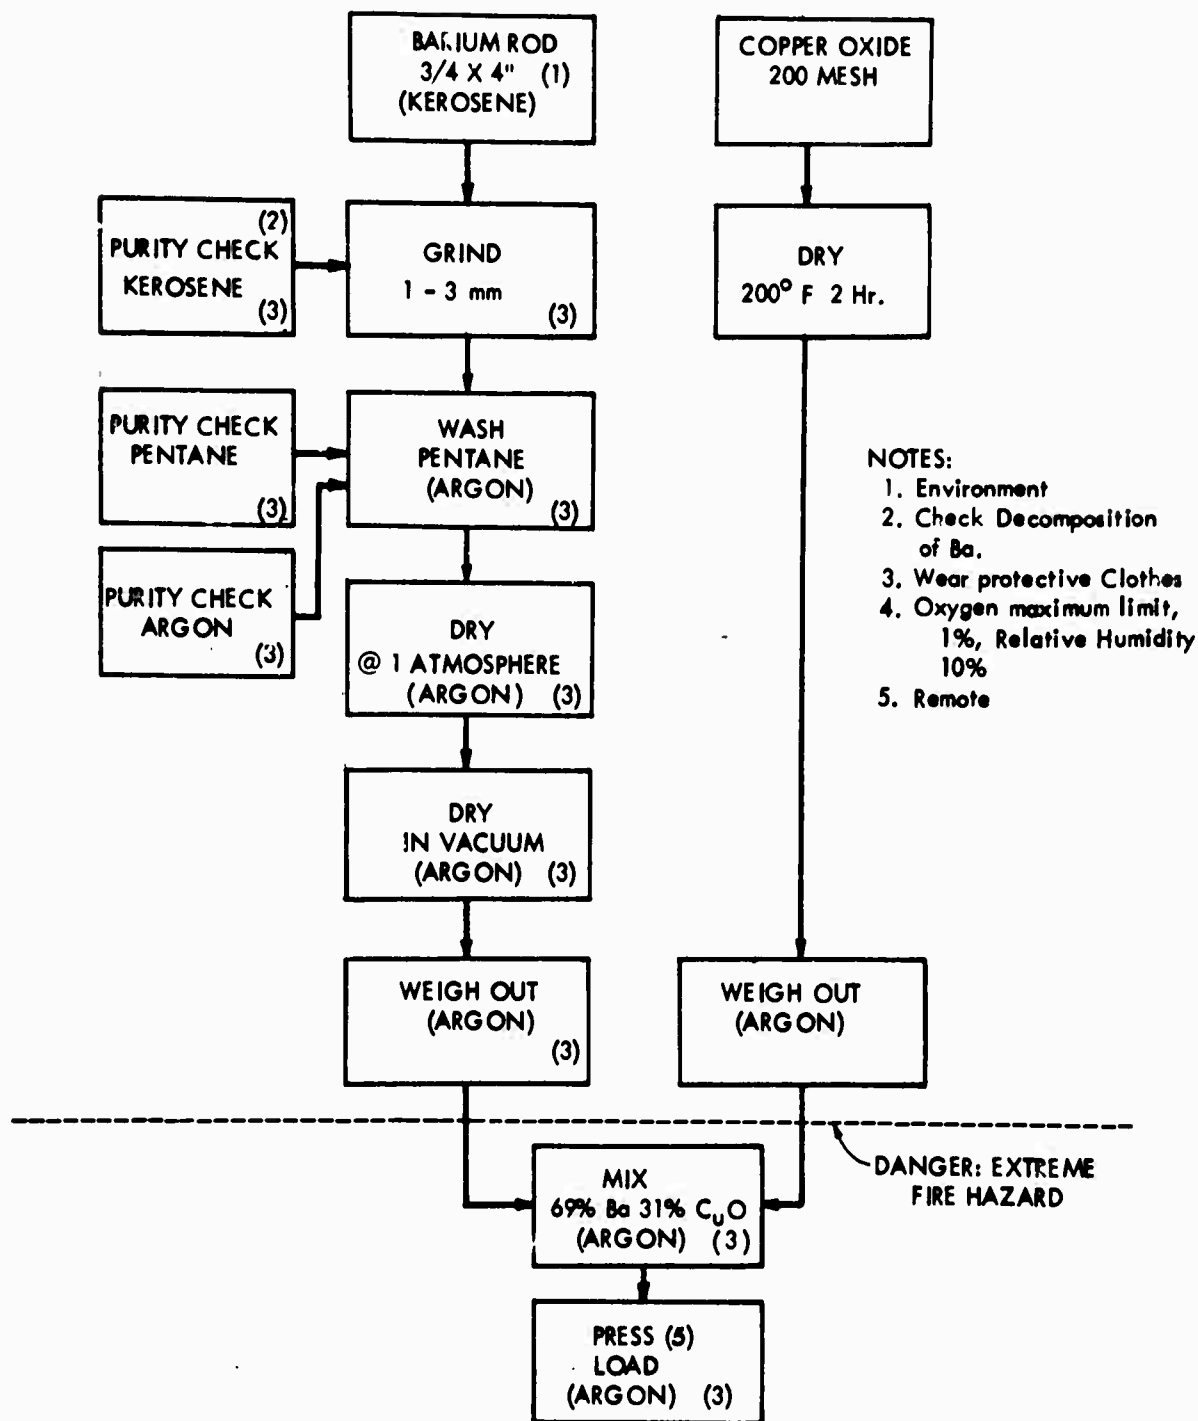 BARIUM ROD
3/4 X 4" (1)
(KEROSENE)
COPPER OXIDE
200 MESH
(2)
PURITY CHECK
KEROSENE
(3)
GRIND
1 - 3 mm
(3)
DRY
200° F 2 Hr.
PURITY CHECK
PENTANE
(3)
WASH
PENTANE
(ARGON)
(3)
PURITY CHECK
ARGON
(3)
DRY
@ 1 ATMOSPHERE
(ARGON) (3)
NOTES:
1. Environment
2. Check Decomposition
of Ba.
3. Wear protective Clothes
4. Oxygen maximum limit,
1%, Relative Humidity
10%
5. Remote
DRY
IN VACUUM
(ARGON) (3)
WEIGH OUT
(ARGON)
(3)
WEIGH OUT
(ARGON)
DANGER: EXTREME
FIRE HAZARD
MIX
69% Ba 31% CuO
(ARGON) (3)
PRESS (5)
LOAD
(ARGON) (3)